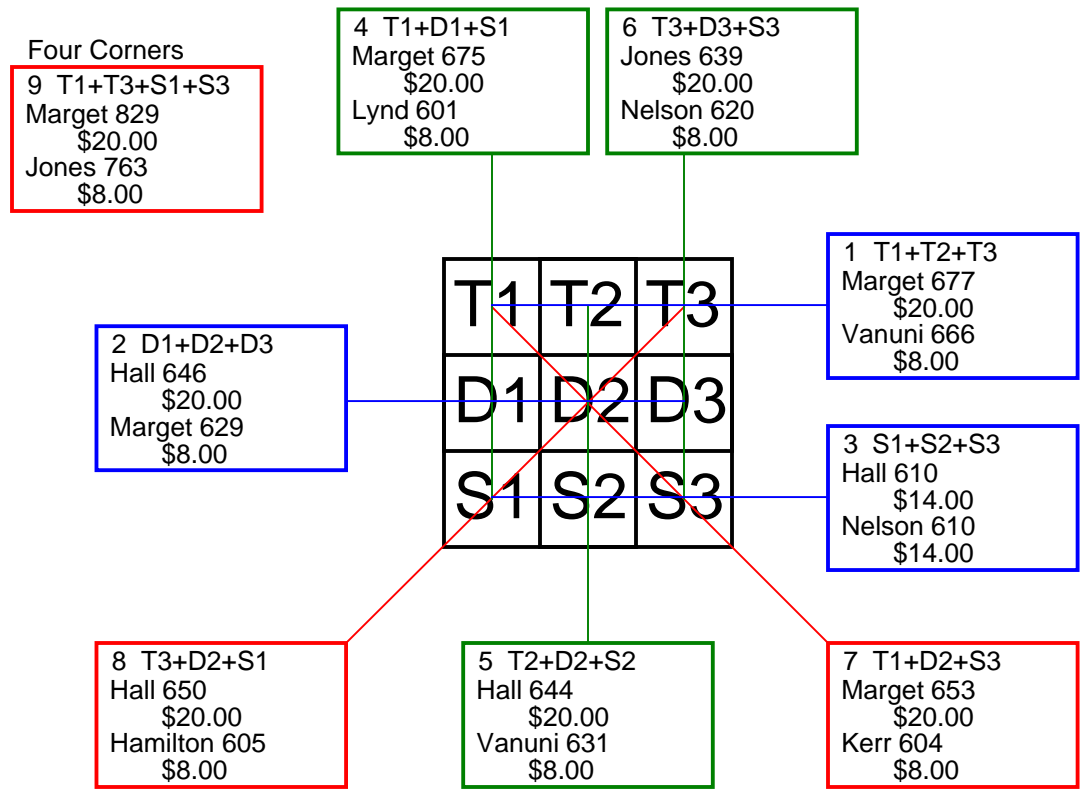 Four Corners
9 T1+T3+S1+S3
Marget 829
$20.00
Jones 763
$8.00
4 T1+D1+S1
Marget 675
$20.00
Lynd 601
$8.00
6 T3+D3+S3
Jones 639
$20.00
Nelson 620
$8.00
1 T1+T2+T3
Marget 677
$20.00
Vanuni 666
$8.00
T1 T2 T3
D1 D2 D3
S1 S2 S3
2 D1+D2+D3
Hall 646
$20.00
Marget 629
$8.00
3 S1+S2+S3
Hall 610
$14.00
Nelson 610
$14.00
8 T3+D2+S1
Hall 650
$20.00
Hamilton 605
$8.00
5 T2+D2+S2
Hall 644
$20.00
Vanuni 631
$8.00
7 T1+D2+S3
Marget 653
$20.00
Kerr 604
$8.00